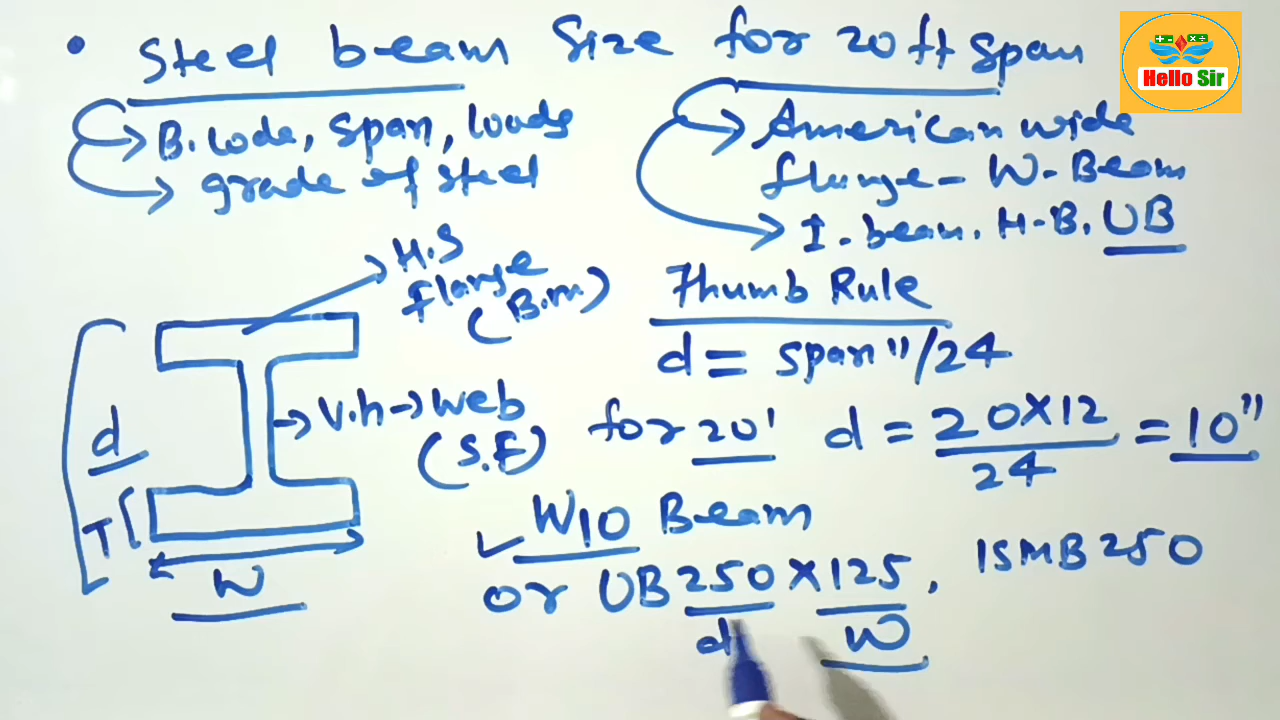 • Steel beam Size for 20ft span
→ B. Code, Span, loads
→ grade of steel
→ American wide
flange - W-Beam
→ I-beam. H-B. UB
H.S
flange
(B.m)
Thumb Rule
d = span"/24
d
V.h → Web
(S.F)
for 20' d = 20×12/24 = 10"
T
W
✓ W10 Beam
or UB 250 × 125, ISMB 250
d W
Hello Sir